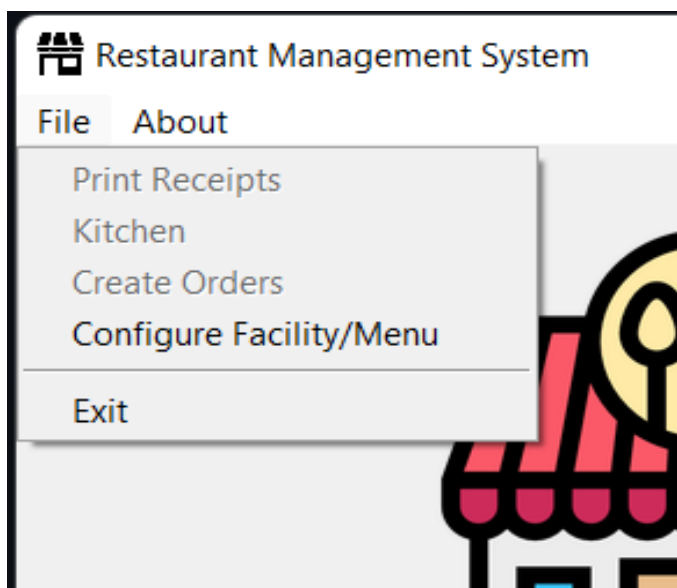 Restaurant Management System
File About
Print Receipts
Kitchen
Create Orders
Configure Facility/Menu
Exit